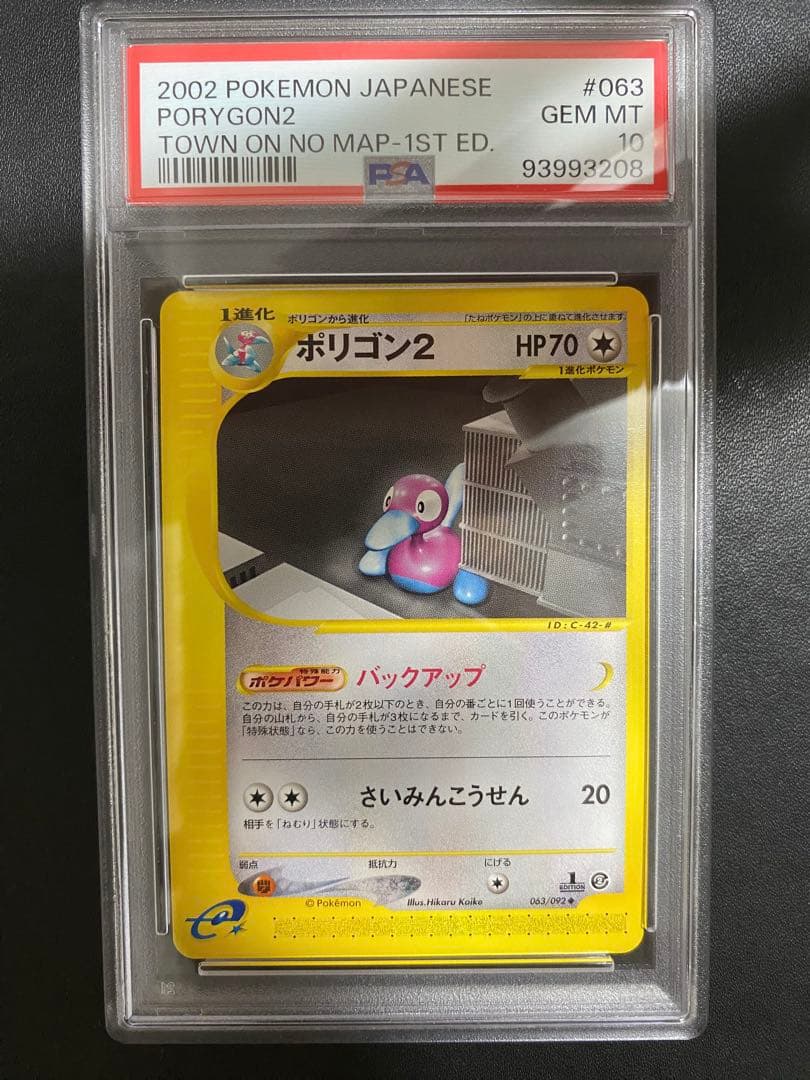 2002 POKEMON JAPANESE #063
PORYGON2 GEM MT
TOWN ON NO MAP-1ST ED. 10
PSA 93993208
1進化 ポリゴンから進化 「たねポケモン」の上に重ねて進化させます。
ポリゴン2 HP70
1進化ポケモン
ID:C-42-#
特殊能力
ポケパワー バックアップ
この力は、自分の手札が2枚以下のとき、自分の番ごとに1回使うことができる。
自分の山札から、自分の手札が3枚になるまで、カードを引く。このポケモンが
「特殊状態」なら、この力を使うことはできない。
さいみんこうせん 20
相手を「ねむり」状態にする。
弱点 抵抗力 にげる
1
EDITION
©Pokémon Illus.Hikaru Koike 063/092
e